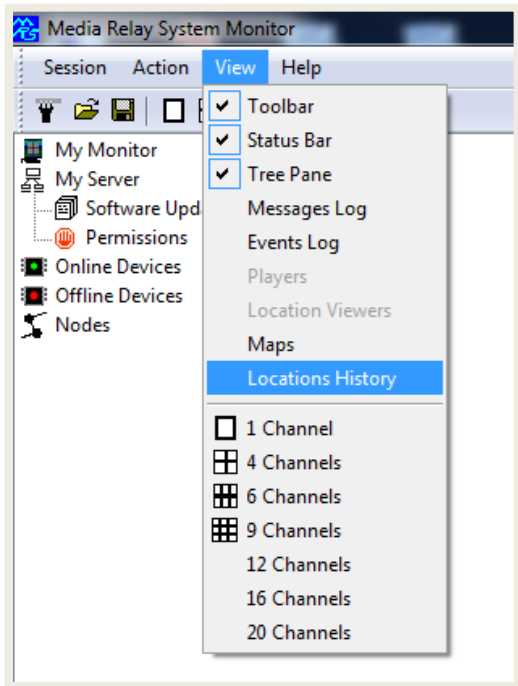 Media Relay System Monitor
Session Action View Help
Toolbar
Status Bar
Tree Pane
Messages Log
Events Log
Players
Location Viewers
Maps
Locations History
1 Channel
4 Channels
6 Channels
9 Channels
12 Channels
16 Channels
20 Channels
My Monitor
My Server
Software Upd
Permissions
Online Devices
Offline Devices
Nodes